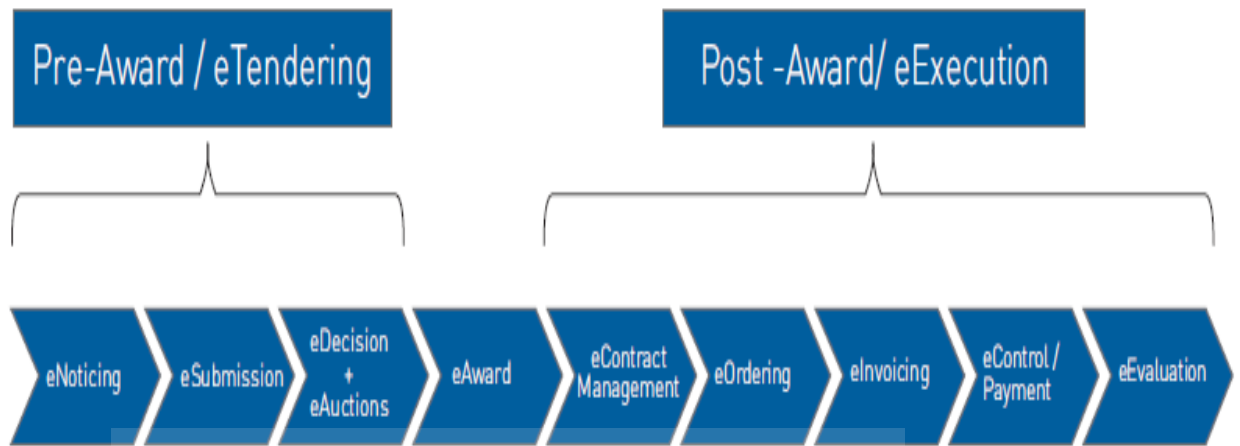 Pre-Award / eTendering
Post -Award/ eExecution
eNoticing
eSubmission
eDecision
+
eAuctions
eAward
eContract
Management
eOrdering
eInvoicing
eControl /
Payment
eEvaluation